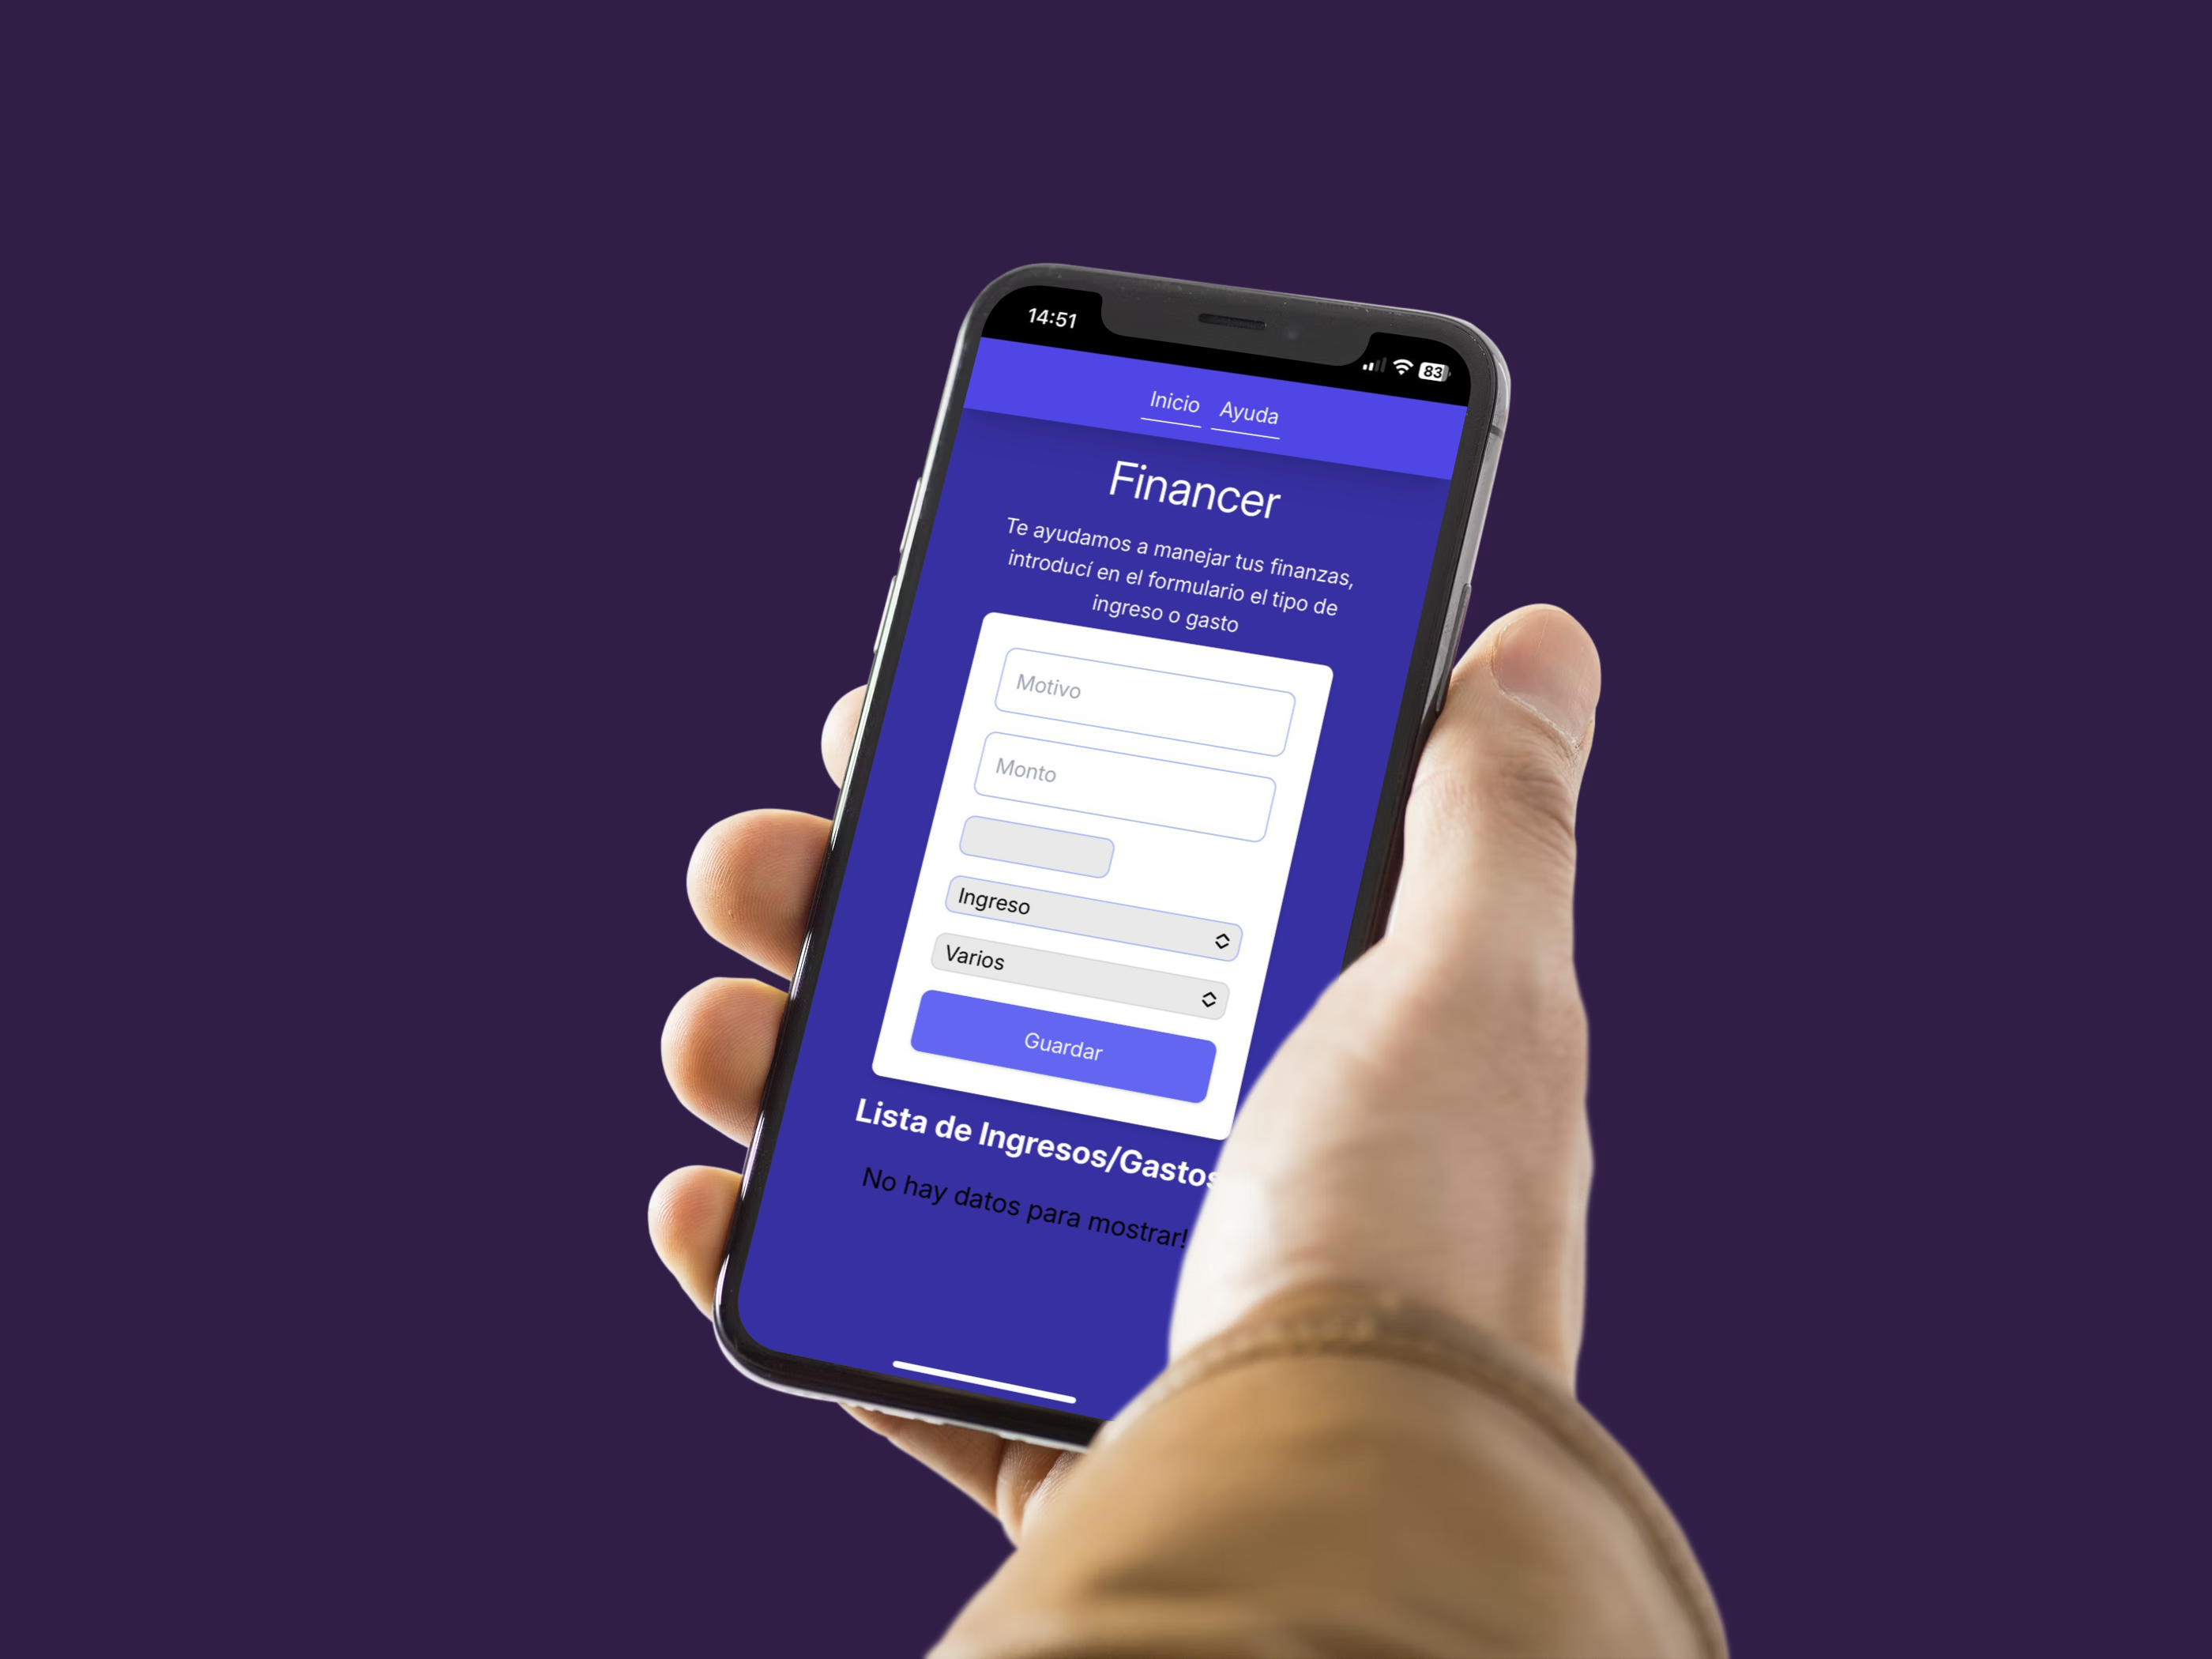 14:51
83
Inicio Ayuda
Financer
Te ayudamos a manejar tus finanzas,
introducí en el formulario el tipo de
ingreso o gasto
Motivo
Monto
Ingreso
Varios
Guardar
Lista de Ingresos/Gastos
No hay datos para mostrar!